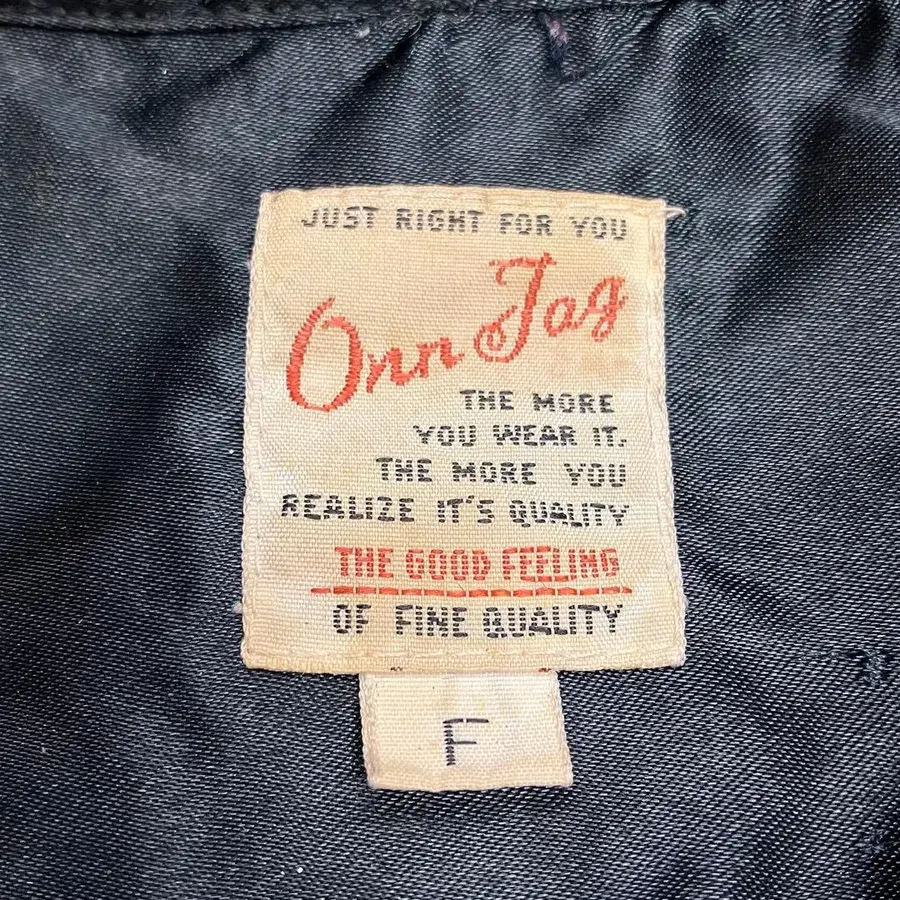 JUST RIGHT FOR YOU
Onn Jag
THE MORE
YOU WEAR IT.
THE MORE YOU
REALIZE IT'S QUALITY
THE GOOD FEELING
OF FINE QUALITY
F